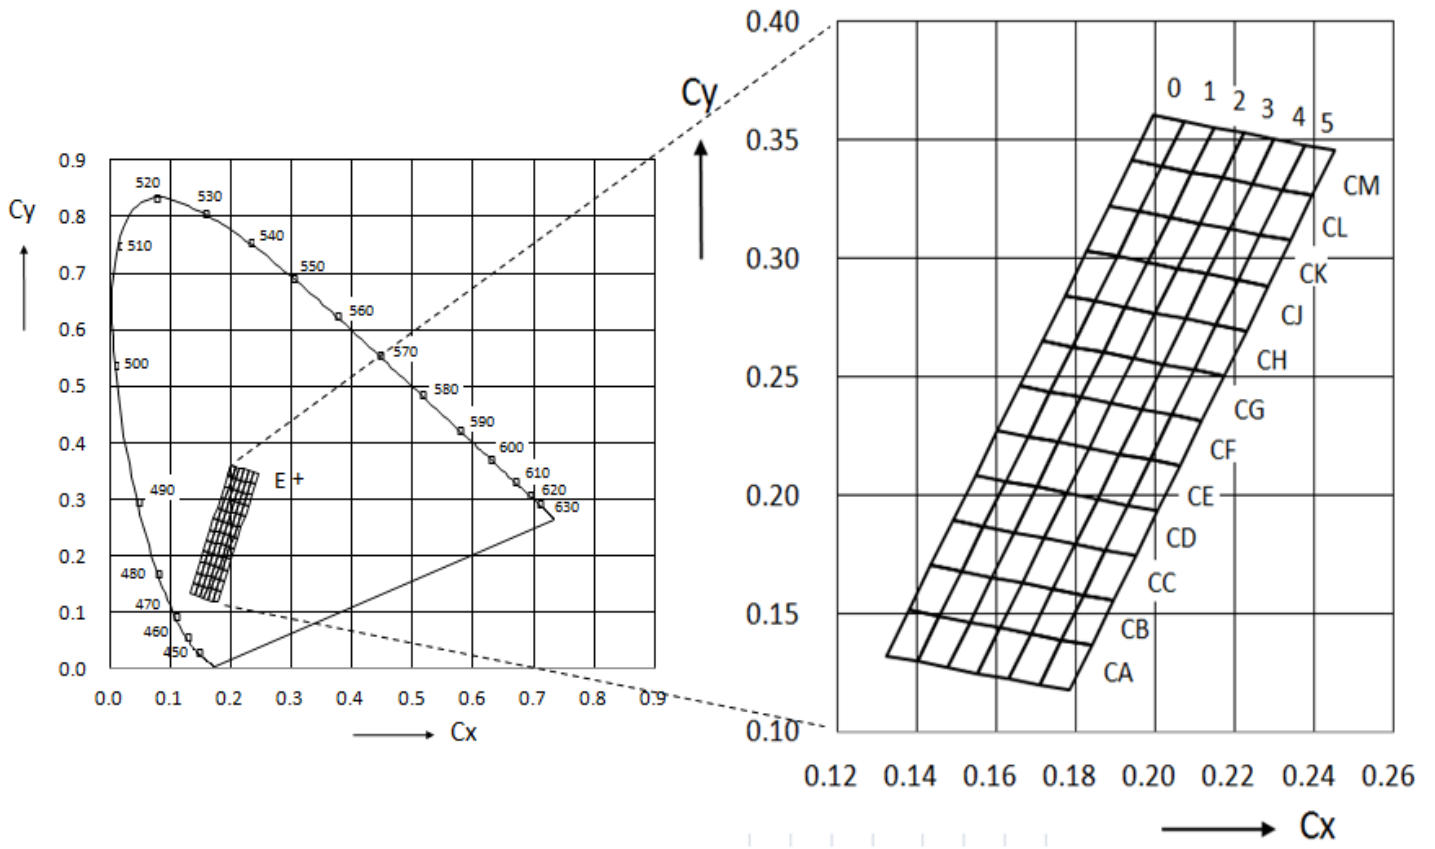 0.9
0.8
0.7
0.6
0.5
0.4
0.3
0.2
0.1
0.0
Cy
0.0 0.1 0.2 0.3 0.4 0.5 0.6 0.7 0.8 0.9
Cx
520
530
510
540
550
560
500
570
580
590
600
610
620
630
490
480
470
460
450
E +
0.40
0.35
0.30
0.25
0.20
0.15
0.10
Cy
0 1 2 3 4 5
CM
CL
CK
CJ
CH
CG
CF
CE
CD
CC
CB
CA
0.12 0.14 0.16 0.18 0.20 0.22 0.24 0.26
Cx